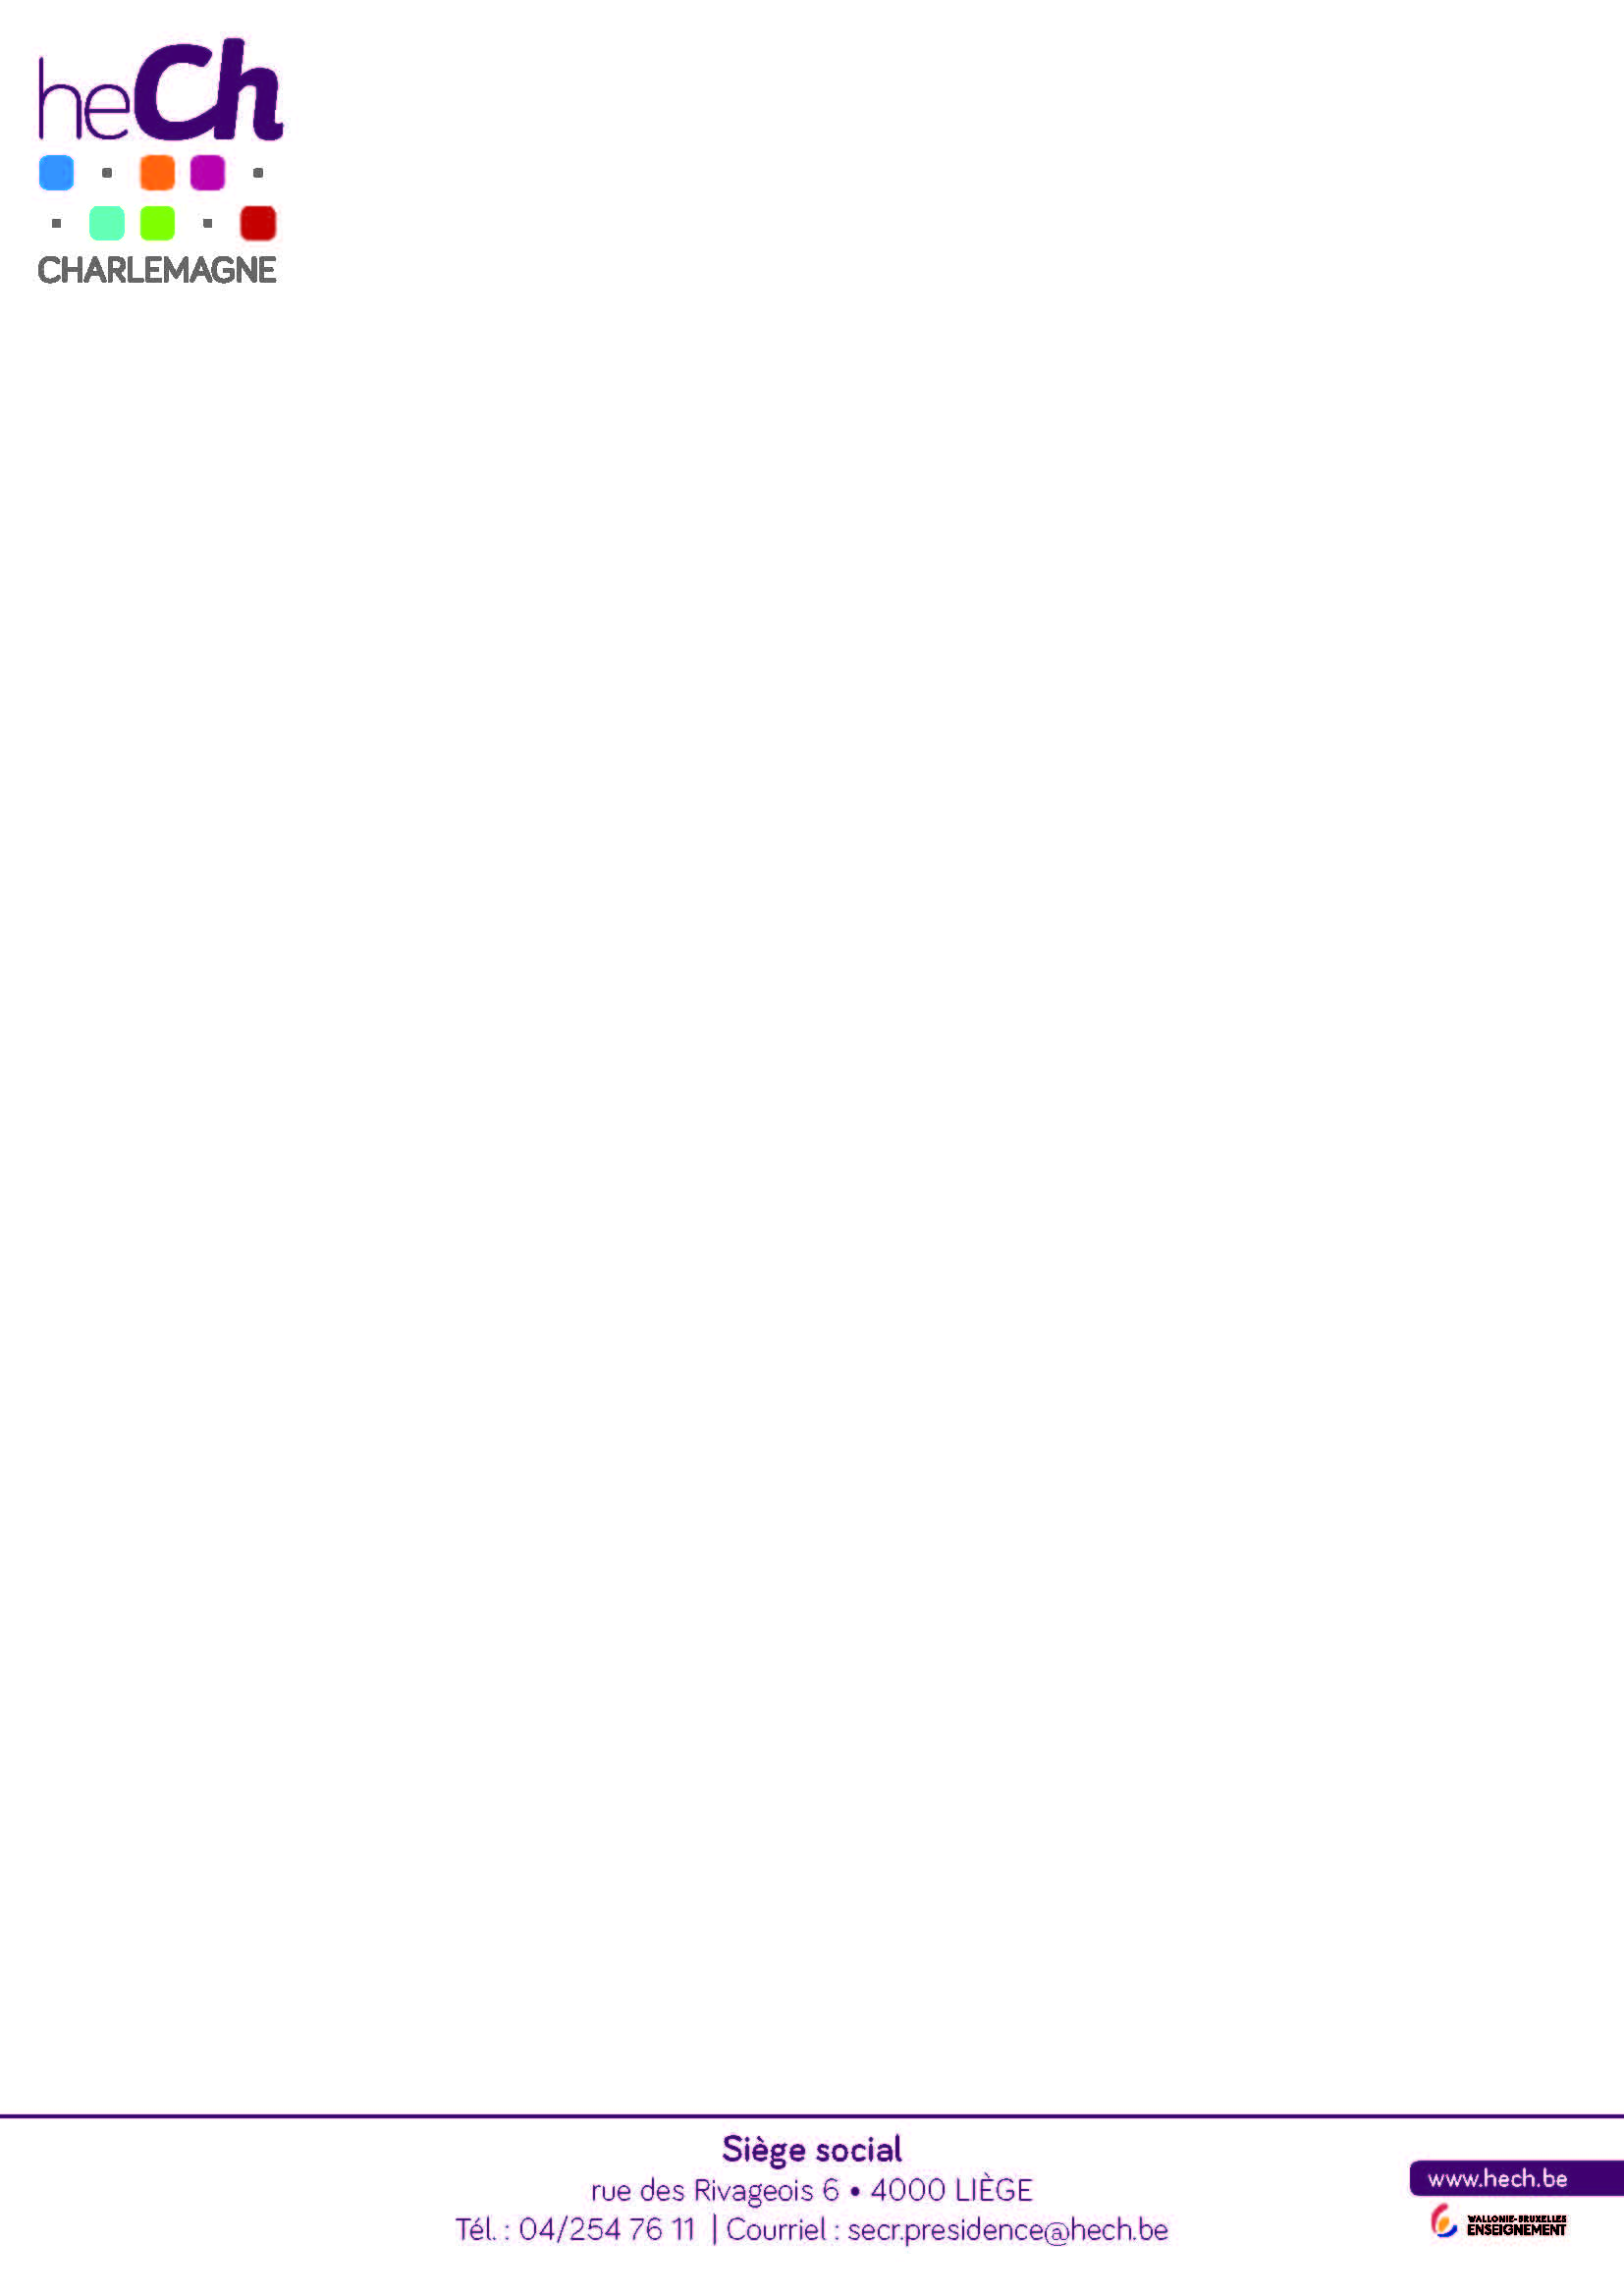 heCh
CHARLEMAGNE
Siège social
rue des Rivageois 6 • 4000 LIÈGE
Tél. : 04/254 76 11 | Courriel : secr.presidence@hech.be
www.hech.be
WALLONIE-BRUXELLES
ENSEIGNEMENT